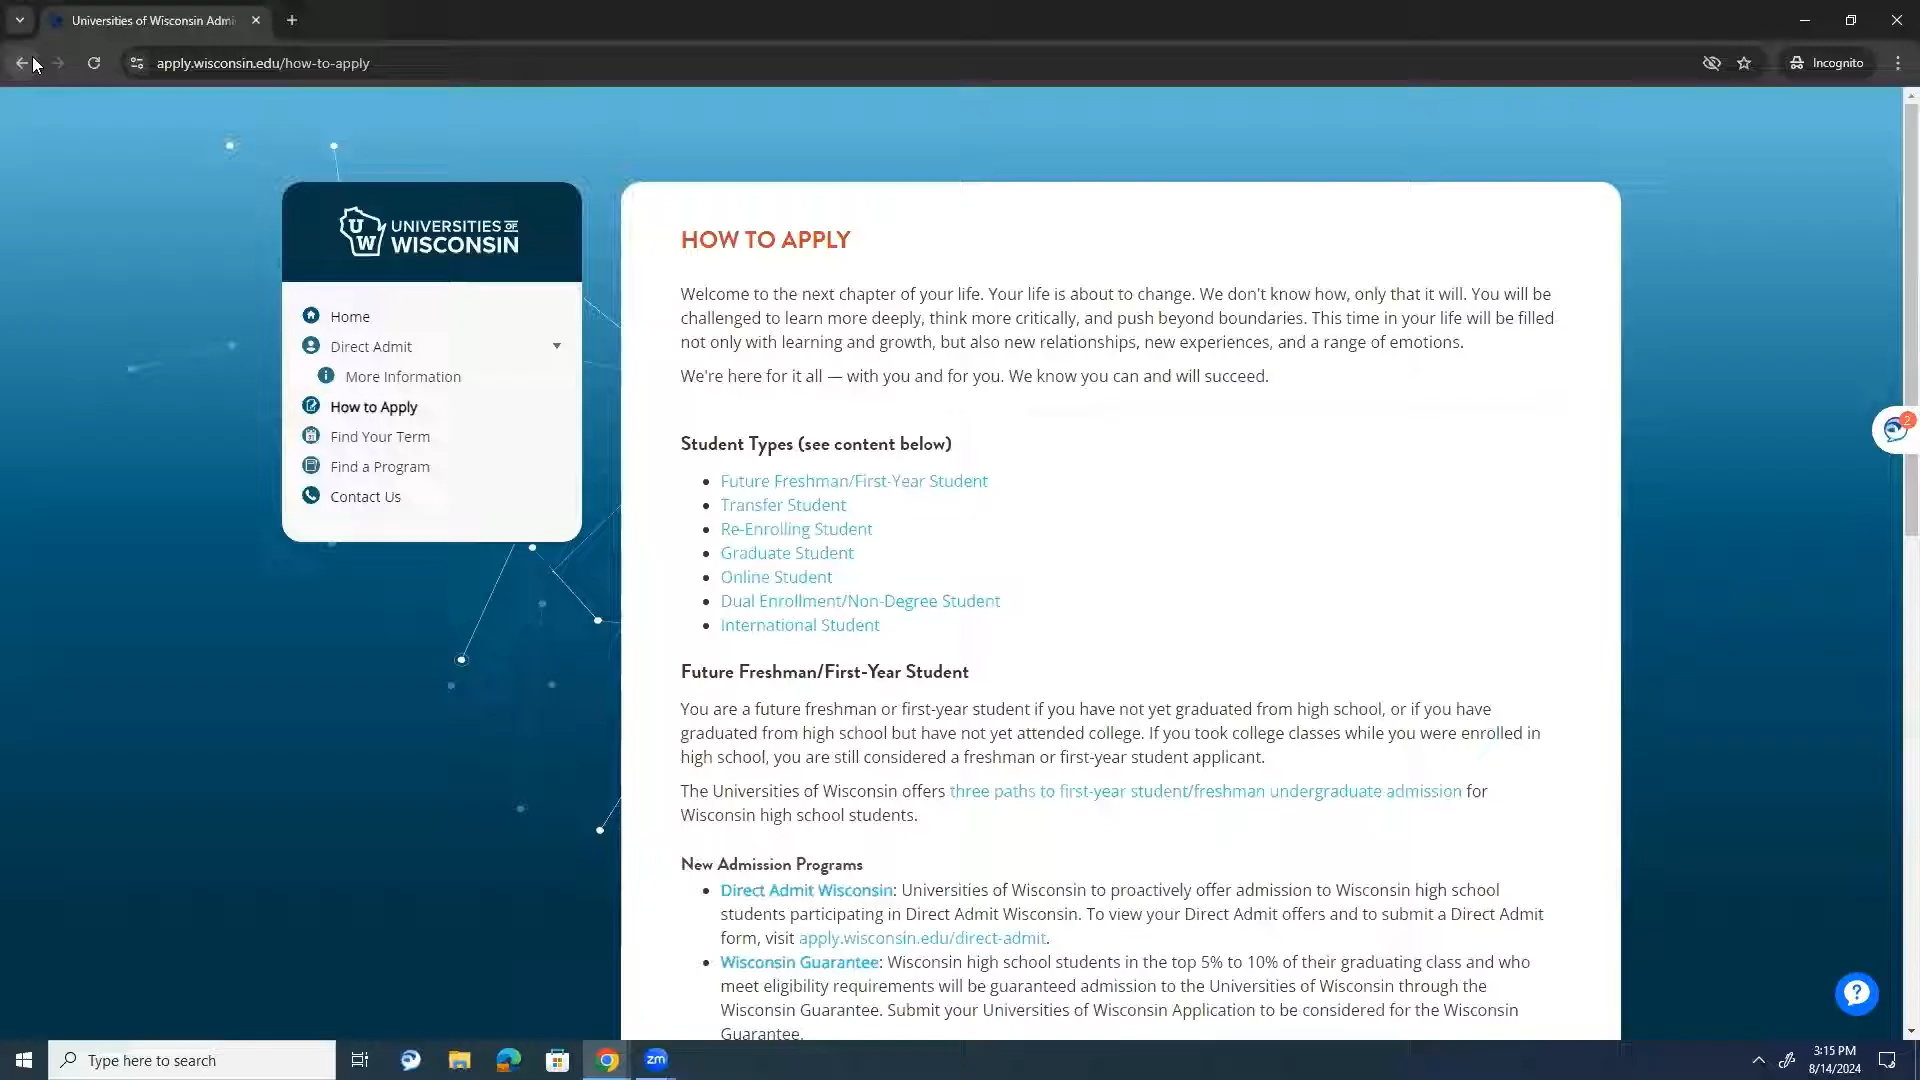 Universities of Wisconsin Admi
apply.wisconsin.edu/how-to-apply
Incognito
UW
UNIVERSITIES OF
WISCONSIN
Home
Direct Admit
More Information
How to Apply
Find Your Term
Find a Program
Contact Us
HOW TO APPLY
Welcome to the next chapter of your life. Your life is about to change. We don't know how, only that it will. You will be
challenged to learn more deeply, think more critically, and push beyond boundaries. This time in your life will be filled
not only with learning and growth, but also new relationships, new experiences, and a range of emotions.
We're here for it all — with you and for you. We know you can and will succeed.
Student Types (see content below)
Future Freshman/First-Year Student
Transfer Student
Re-Enrolling Student
Graduate Student
Online Student
Dual Enrollment/Non-Degree Student
International Student
Future Freshman/First-Year Student
You are a future freshman or first-year student if you have not yet graduated from high school, or if you have
graduated from high school but have not yet attended college. If you took college classes while you were enrolled in
high school, you are still considered a freshman or first-year student applicant.
The Universities of Wisconsin offers three paths to first-year student/freshman undergraduate admission for
Wisconsin high school students.
New Admission Programs
Direct Admit Wisconsin: Universities of Wisconsin to proactively offer admission to Wisconsin high school
students participating in Direct Admit Wisconsin. To view your Direct Admit offers and to submit a Direct Admit
form, visit apply.wisconsin.edu/direct-admit.
Wisconsin Guarantee: Wisconsin high school students in the top 5% to 10% of their graduating class and who
meet eligibility requirements will be guaranteed admission to the Universities of Wisconsin through the
Wisconsin Guarantee. Submit your Universities of Wisconsin Application to be considered for the Wisconsin
Guarantee.
2
Type here to search
zm
3:15 PM
8/14/2024